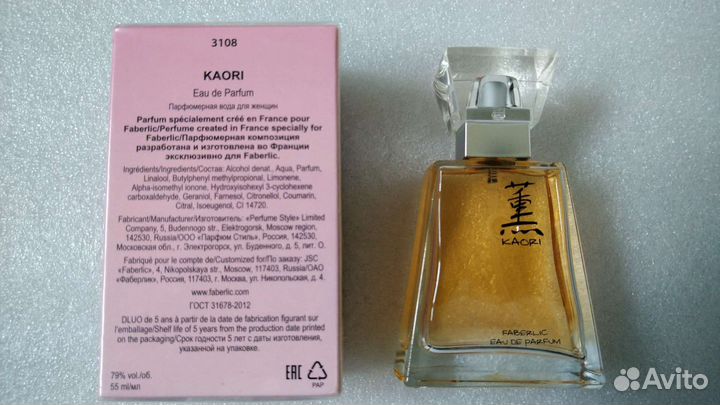 3108
KAORI
Eau de Parfum
Парфюмерная вода для женщин
Parfum spécialement créé en France pour
Faberlic/Perfume created in France specially for
Faberlic/Парфюмерная композиция
разработана и изготовлена во Франции
эксклюзивно для Faberlic.
Ingrédients/Ingredients/Состав: Alcohol denat., Aqua, Parfum,
Linalool, Butylphenyl methylpropional, Limonene,
Alpha-isomethyl ionone, Hydroxyisohexyl 3-cyclohexene
carboxaldehyde, Geraniol, Farnesol, Citronellol, Coumarin,
Citral, Isoeugenol, CI 14720.
Fabricant/Manufacturer/Изготовитель: «Perfume Style» Limited
Company, 5, Budennogo str., Elektrogorsk, Moscow region,
142530, Russia/ООО «Парфюм Стиль», Россия, 142530,
Московская обл., г. Электрогорск, ул. Буденного, д. 5, лит. О.
Fabriqué pour le compte de/Customized for/По заказу: JSC
«Faberlic», 4, Nikopolskaya str., Moscow, 117403, Russia/ОАО
«Фаберлик», Россия, 117403, г. Москва, ул. Никопольская, д. 4.
www.faberlic.com
ГОСТ 31678-2012
DLUO de 5 ans à partir de la date de fabrication figurant sur
l'emballage/Shelf life of 5 years from the production date printed
on the packaging/Срок годности 5 лет с даты изготовления,
указанной на упаковке.
79% vol./об.
55 ml/мл
EAC
PAP
薫
KAORI
FABERLIC
EAU DE PARFUM
Avito